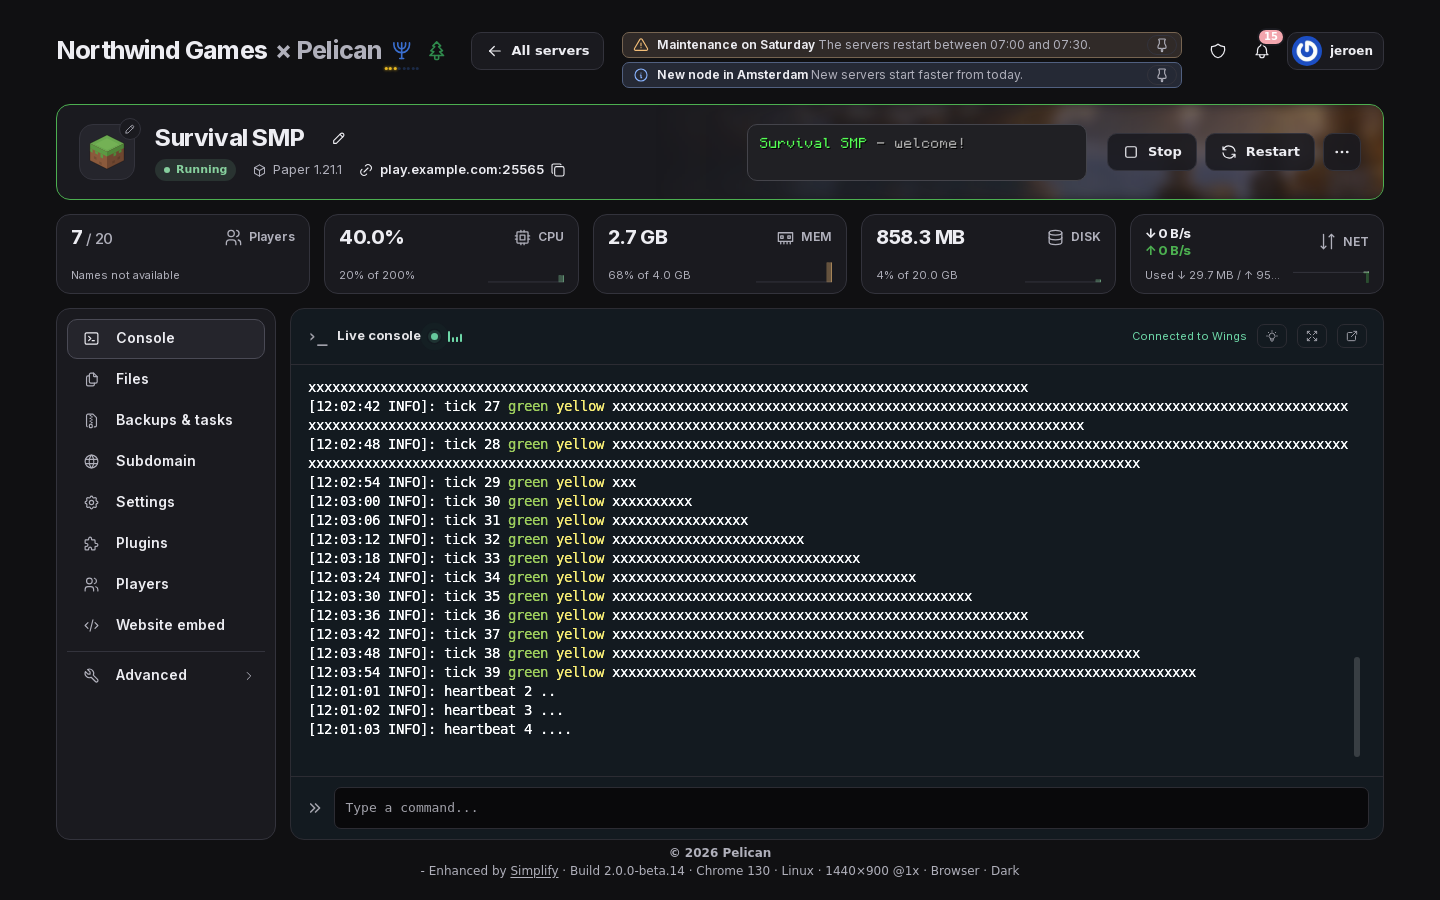 Northwind Games × Pelican
All servers
Maintenance on Saturday The servers restart between 07:00 and 07:30.
New node in Amsterdam New servers start faster from today.
15
jeroen
Survival SMP
Running
Paper 1.21.1
play.example.com:25565
Survival SMP - welcome!
Stop
Restart
7 / 20
Players
Names not available
40.0%
CPU
20% of 200%
2.7 GB
MEM
68% of 4.0 GB
858.3 MB
DISK
4% of 20.0 GB
↓ 0 B/s
↑ 0 B/s
NET
Used ↓ 29.7 MB / ↑ 95...
Console
Files
Backups & tasks
Subdomain
Settings
Plugins
Players
Website embed
Advanced
Live console
Connected to Wings
xxxxxxxxxxxxxxxxxxxxxxxxxxxxxxxxxxxxxxxxxxxxxxxxxxxxxxxxxxxxxxxxxxxxxxxxxxxxxxxxxxxxxxxxxx
[12:02:42 INFO]: tick 27 green yellow xxxxxxxxxxxxxxxxxxxxxxxxxxxxxxxxxxxxxxxxxxxxxxxxxxxxxxxxxxxxxxxxxxxxxxxxxxxxxxxxxxxxxxxxxxxx
xxxxxxxxxxxxxxxxxxxxxxxxxxxxxxxxxxxxxxxxxxxxxxxxxxxxxxxxxxxxxxxxxxxxxxxxxxxxxxxxxxxxxxxxxxxxxxxxx
[12:02:48 INFO]: tick 28 green yellow xxxxxxxxxxxxxxxxxxxxxxxxxxxxxxxxxxxxxxxxxxxxxxxxxxxxxxxxxxxxxxxxxxxxxxxxxxxxxxxxxxxxxxxxxxxx
xxxxxxxxxxxxxxxxxxxxxxxxxxxxxxxxxxxxxxxxxxxxxxxxxxxxxxxxxxxxxxxxxxxxxxxxxxxxxxxxxxxxxxxxxxxxxxxxxxxxxxxx
[12:02:54 INFO]: tick 29 green yellow xxx
[12:03:00 INFO]: tick 30 green yellow xxxxxxxxxx
[12:03:06 INFO]: tick 31 green yellow xxxxxxxxxxxxxxxxx
[12:03:12 INFO]: tick 32 green yellow xxxxxxxxxxxxxxxxxxxxxxxx
[12:03:18 INFO]: tick 33 green yellow xxxxxxxxxxxxxxxxxxxxxxxxxxxxxxx
[12:03:24 INFO]: tick 34 green yellow xxxxxxxxxxxxxxxxxxxxxxxxxxxxxxxxxxxxxx
[12:03:30 INFO]: tick 35 green yellow xxxxxxxxxxxxxxxxxxxxxxxxxxxxxxxxxxxxxxxxxxxxx
[12:03:36 INFO]: tick 36 green yellow xxxxxxxxxxxxxxxxxxxxxxxxxxxxxxxxxxxxxxxxxxxxxxxxxxxx
[12:03:42 INFO]: tick 37 green yellow xxxxxxxxxxxxxxxxxxxxxxxxxxxxxxxxxxxxxxxxxxxxxxxxxxxxxxxxxxx
[12:03:48 INFO]: tick 38 green yellow xxxxxxxxxxxxxxxxxxxxxxxxxxxxxxxxxxxxxxxxxxxxxxxxxxxxxxxxxxxxxxxxxx
[12:03:54 INFO]: tick 39 green yellow xxxxxxxxxxxxxxxxxxxxxxxxxxxxxxxxxxxxxxxxxxxxxxxxxxxxxxxxxxxxxxxxxxxxxxxxx
[12:01:01 INFO]: heartbeat 2 ..
[12:01:02 INFO]: heartbeat 3 ...
[12:01:03 INFO]: heartbeat 4 ....
Type a command...
© 2026 Pelican
- Enhanced by Simplify · Build 2.0.0-beta.14 · Chrome 130 · Linux · 1440×900 @1x · Browser · Dark